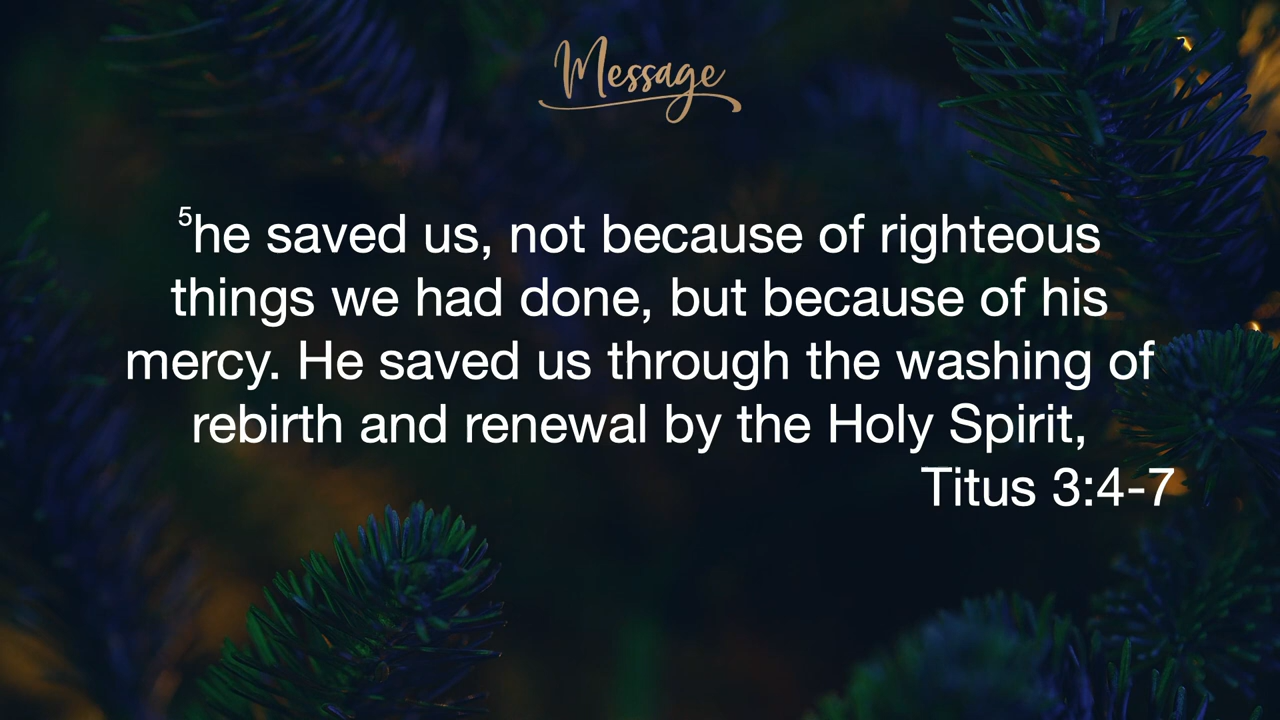 Message
⁵he saved us, not because of righteous
things we had done, but because of his
mercy. He saved us through the washing of
rebirth and renewal by the Holy Spirit,
Titus 3:4-7